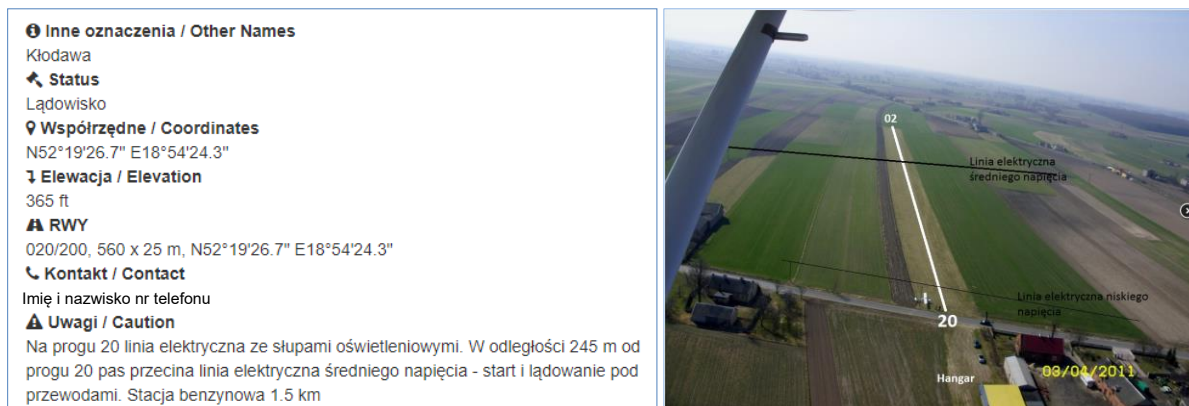 Inne oznaczenia / Other Names
Kłodawa
Status
Lądowisko
Współrzędne / Coordinates
N52°19'26.7" E18°54'24.3"
Elewacja / Elevation
365 ft
RWY
020/200, 560 x 25 m, N52°19'26.7" E18°54'24.3"
Kontakt / Contact
Imię i nazwisko nr telefonu
Uwagi / Caution
Na progu 20 linia elektryczna ze słupami oświetleniowymi. W odległości 245 m od
progu 20 pas przecina linia elektryczna średniego napięcia - start i lądowanie pod
przewodami. Stacja benzynowa 1.5 km
02
Linia elektryczna
średniego napięcia
Linia elektryczna niskiego
napięcia
20
Hangar
03/04/2011